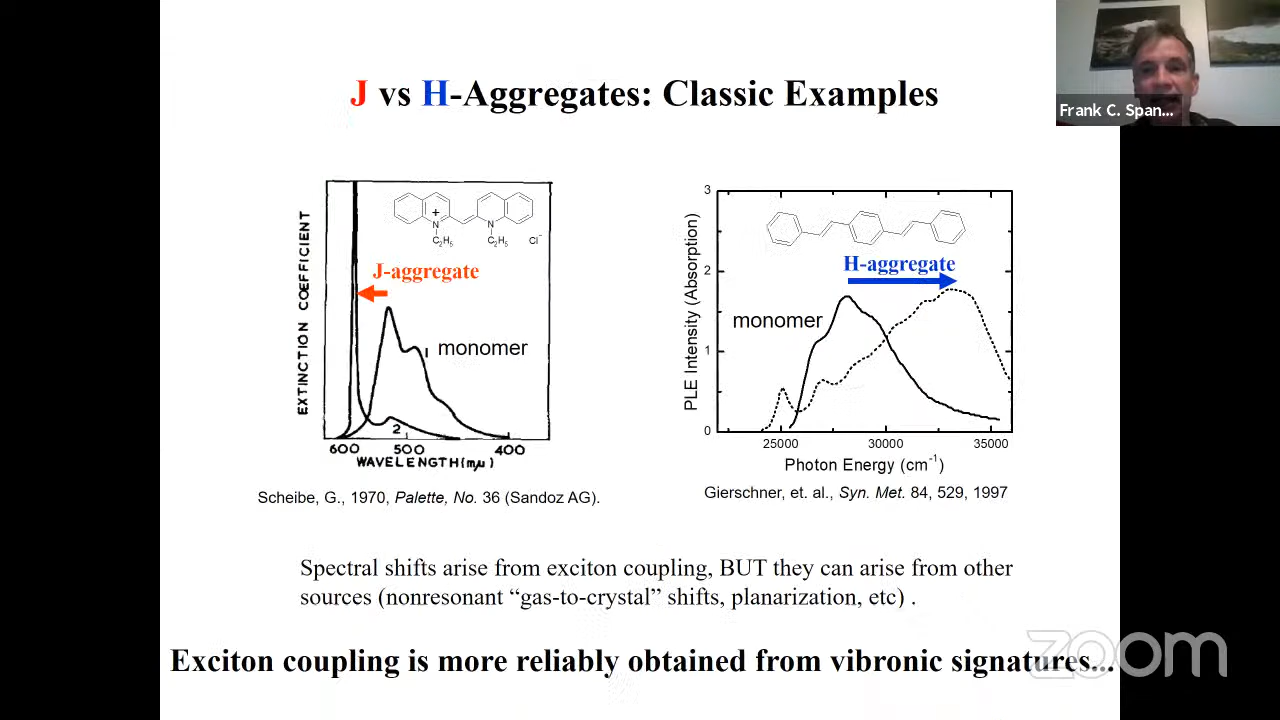 Frank C. Span...
J vs H-Aggregates: Classic Examples
EXTINCTION COEFFICIENT
+
N
N
C2H5
C2H5
Cl−
J-aggregate
1
monomer
2
600
500
400
WAVELENGTH (mμ)
Scheibe, G., 1970, Palette, No. 36 (Sandoz AG).
PLE Intensity (Absorption)
3
2
1
0
H-aggregate
monomer
25000
30000
35000
Photon Energy (cm-1)
Gierschner, et. al., Syn. Met. 84, 529, 1997
Spectral shifts arise from exciton coupling, BUT they can arise from other
sources (nonresonant “gas-to-crystal” shifts, planarization, etc) .
Exciton coupling is more reliably obtained from vibronic signatures...
zoom